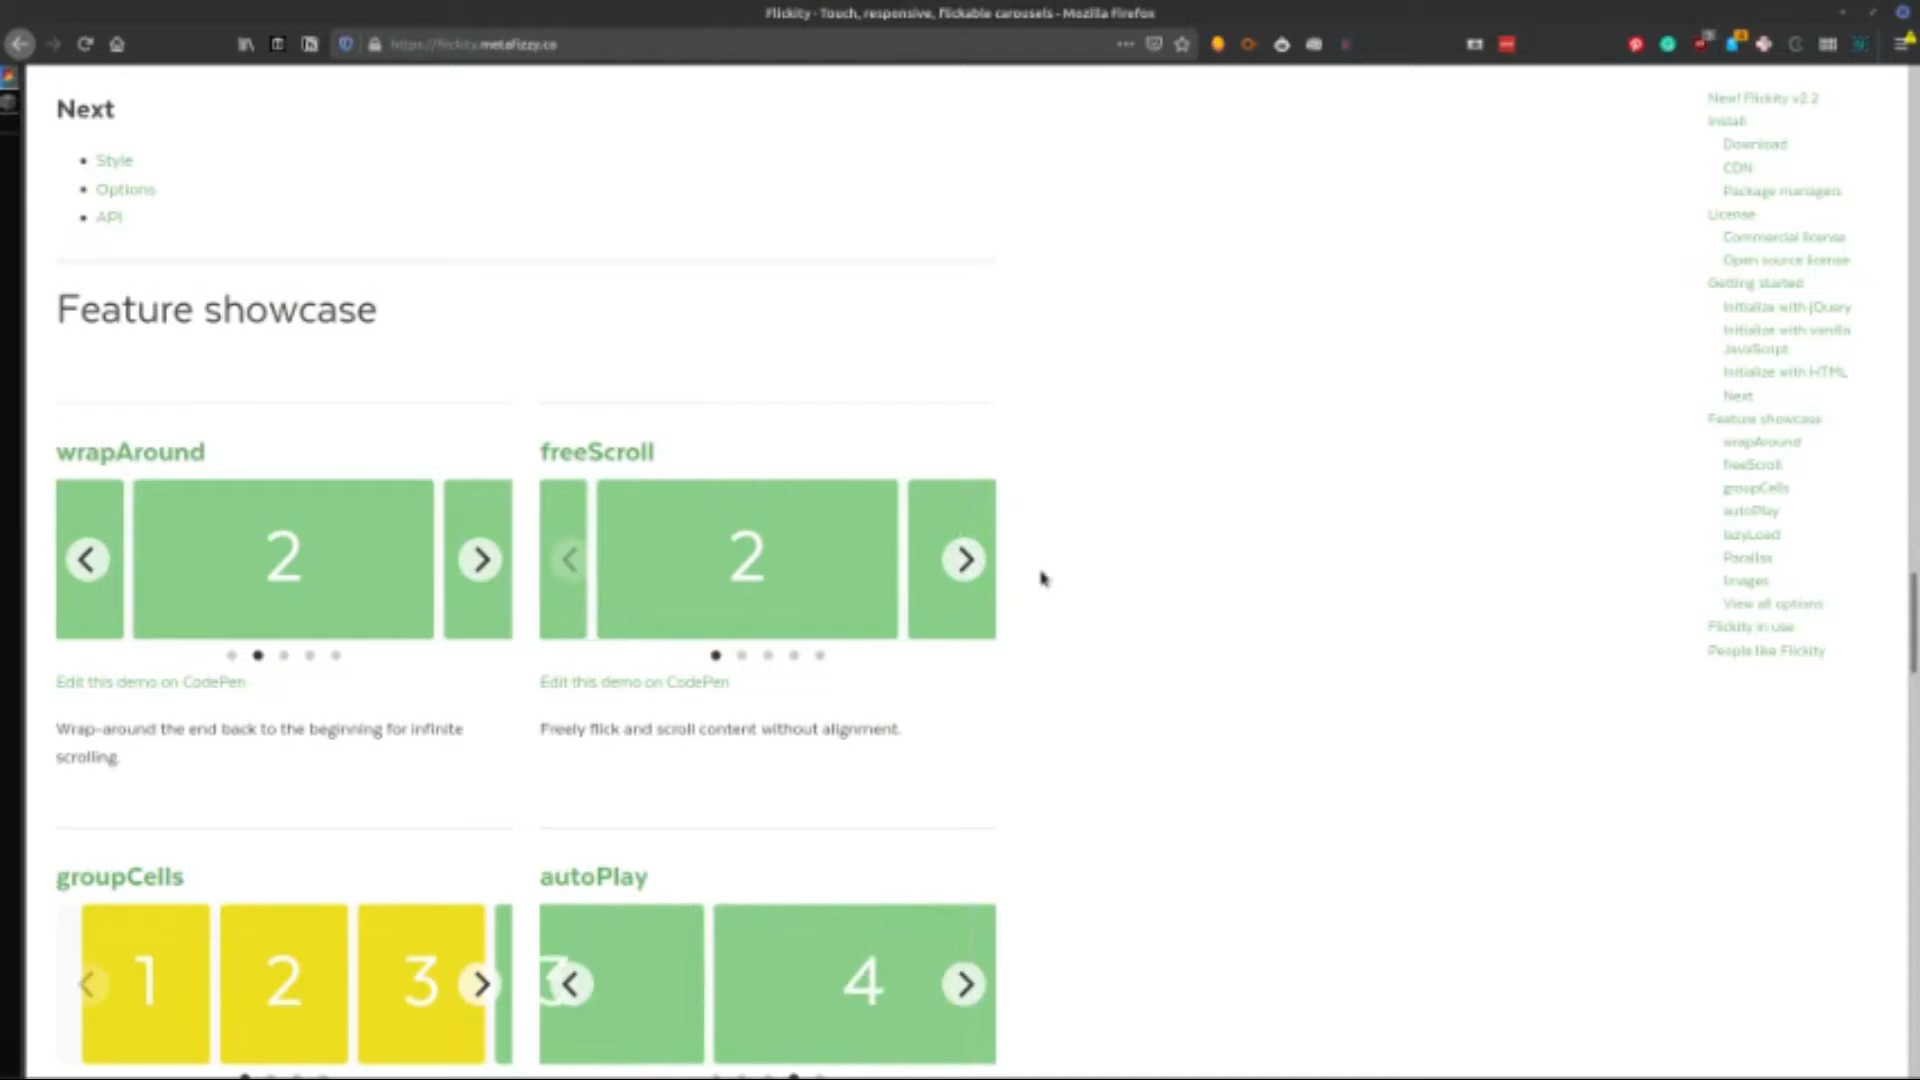 Flickity · Touch, responsive, flickable carousels - Mozilla Firefox
https://flickity.metafizzy.co
Next
Style
Options
API
Feature showcase
wrapAround
2
Edit this demo on CodePen
Wrap-around the end back to the beginning for infinite
scrolling.
freeScroll
2
Edit this demo on CodePen
Freely flick and scroll content without alignment.
groupCells
1 2 3
autoPlay
3 4
New! Flickity v2.2
Install
Download
CDN
Package managers
License
Commercial license
Open source license
Getting started
Initialize with jQuery
Initialize with vanilla
JavaScript
Initialize with HTML
Next
Feature showcase
wrapAround
freeScroll
groupCells
autoPlay
lazyLoad
Parallax
Images
View all options
Flickity in use
People like Flickity